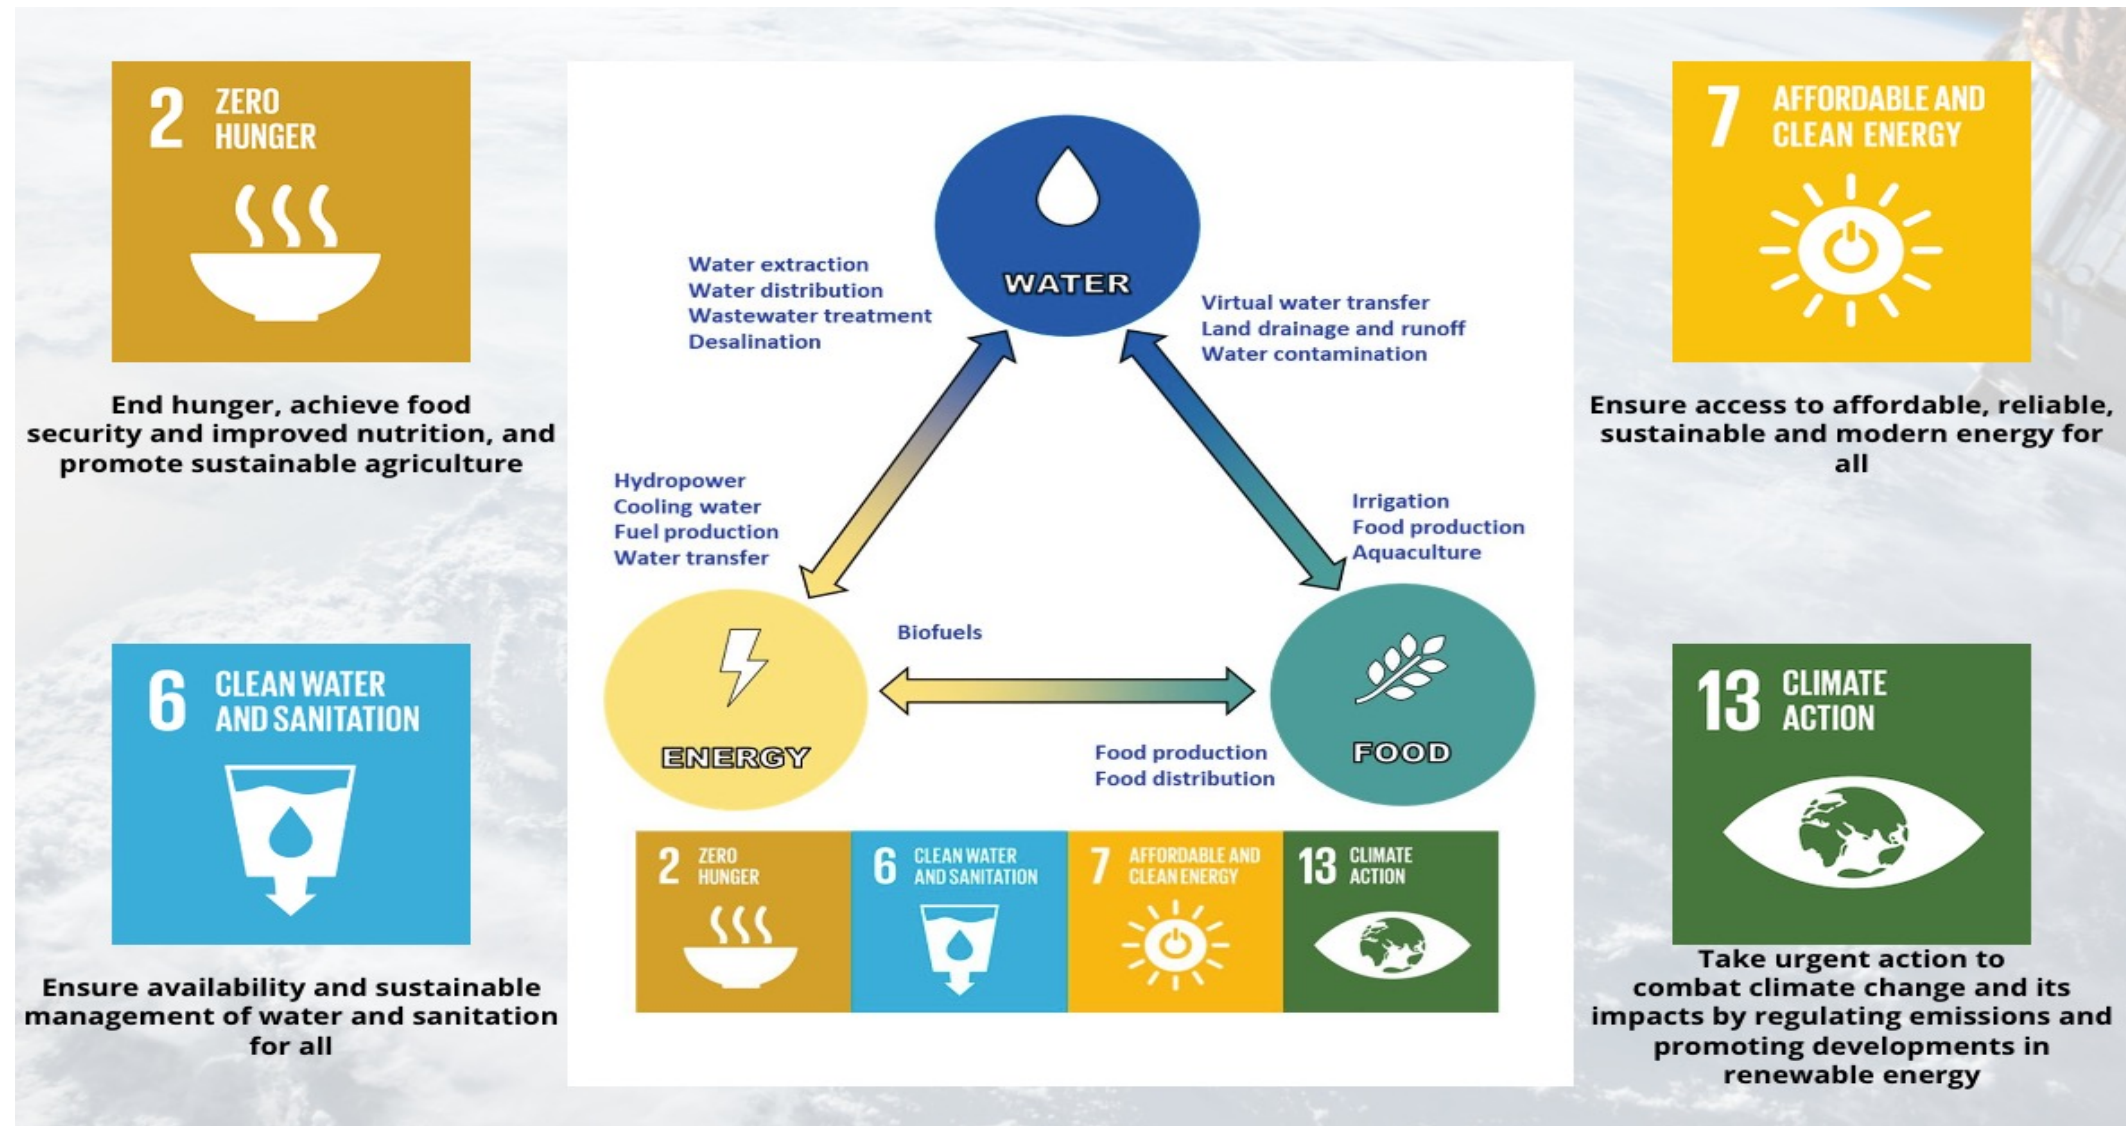 2 ZERO
HUNGER
End hunger, achieve food
security and improved nutrition, and
promote sustainable agriculture
6 CLEAN WATER
AND SANITATION
Ensure availability and sustainable
management of water and sanitation
for all
WATER
Water extraction
Water distribution
Wastewater treatment
Desalination
Virtual water transfer
Land drainage and runoff
Water contamination
Hydropower
Cooling water
Fuel production
Water transfer
Irrigation
Food production
Aquaculture
Biofuels
ENERGY
FOOD
Food production
Food distribution
2 ZERO
HUNGER
6 CLEAN WATER
AND SANITATION
7 AFFORDABLE AND
CLEAN ENERGY
13 CLIMATE
ACTION
7 AFFORDABLE AND
CLEAN ENERGY
Ensure access to affordable, reliable,
sustainable and modern energy for
all
13 CLIMATE
ACTION
Take urgent action to
combat climate change and its
impacts by regulating emissions and
promoting developments in
renewable energy